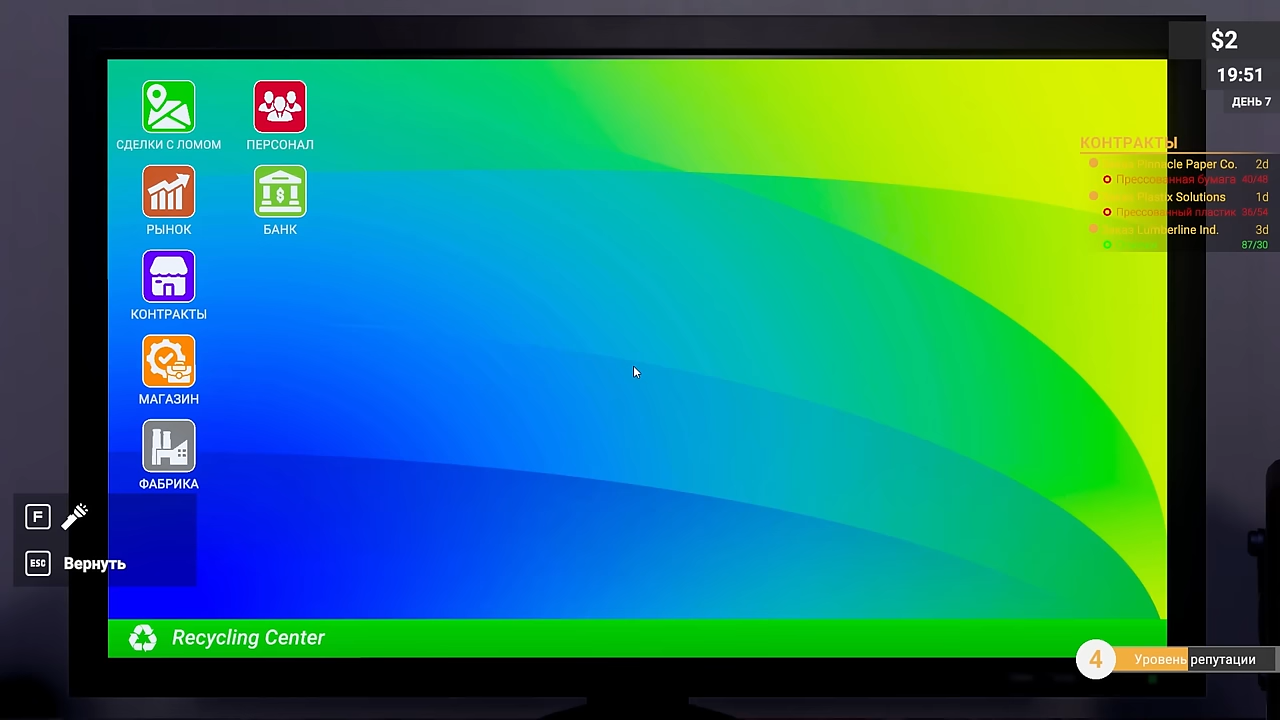 $2
19:51
ДЕНЬ 7
СДЕЛКИ С ЛОМОМ
ПЕРСОНАЛ
РЫНОК
БАНК
КОНТРАКТЫ
МАГАЗИН
ФАБРИКА
КОНТРАКТЫ
Pinnacle Paper Co. 2d
Прессованная бумага 40/48
Plastix Solutions 1d
Прессованный пластик 36/54
Lumberline Ind. 3d
87/30
F
ESC Вернуть
Recycling Center
4 Уровень репутации